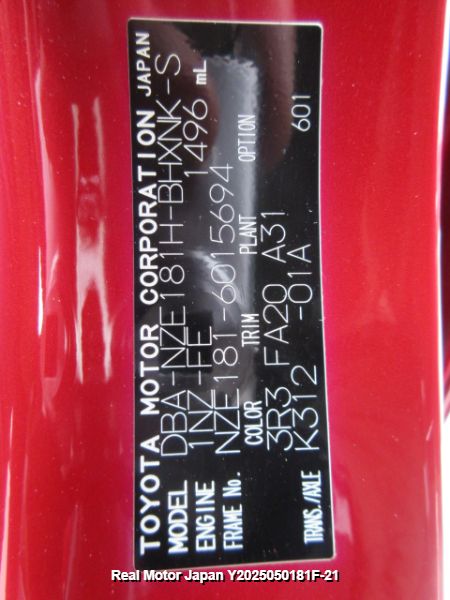 TOYOTA MOTOR CORPORATION JAPAN
MODEL DBA-NZE181H-BHXNK-S
ENGINE 1NZ-FE 1496 mL
FRAME No. NZE181-6015694
COLOR TRIM PLANT OPTION
3R3 FA20 A31 601
TRANS./AXLE K312 -01A
Real Motor Japan Y2025050181F-21